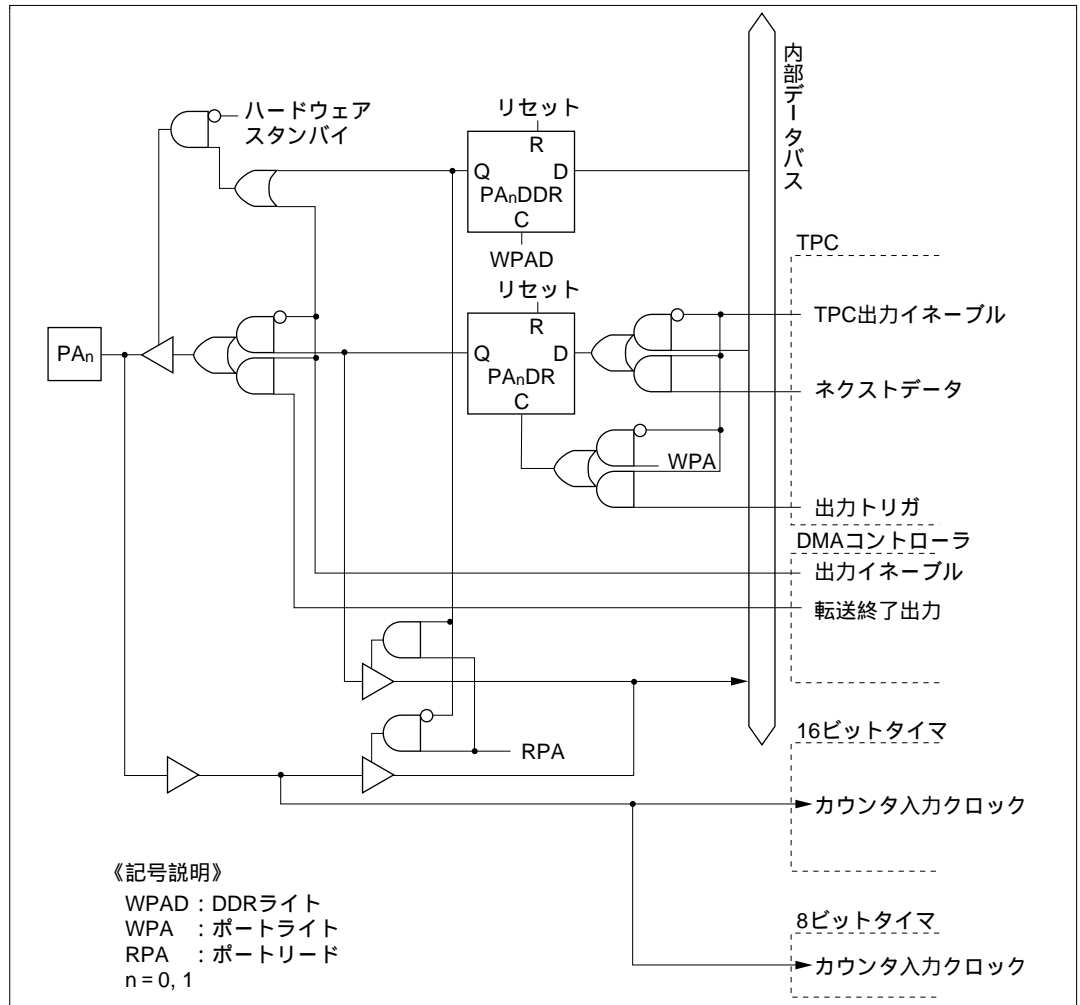 内部データバス
ハードウェア
スタンバイ
リセット
R
Q
D
PAnDDR
C
WPAD
TPC
リセット
R
Q
D
PAnDR
C
TPC出力イネーブル
PAn
ネクストデータ
WPA
出力トリガ
DMAコントローラ
出力イネーブル
転送終了出力
16ビットタイマ
RPA
カウンタ入力クロック
《記号説明》
WPAD：DDRライト
WPA ：ポートライト
RPA ：ポートリード
n = 0, 1
8ビットタイマ
カウンタ入力クロック